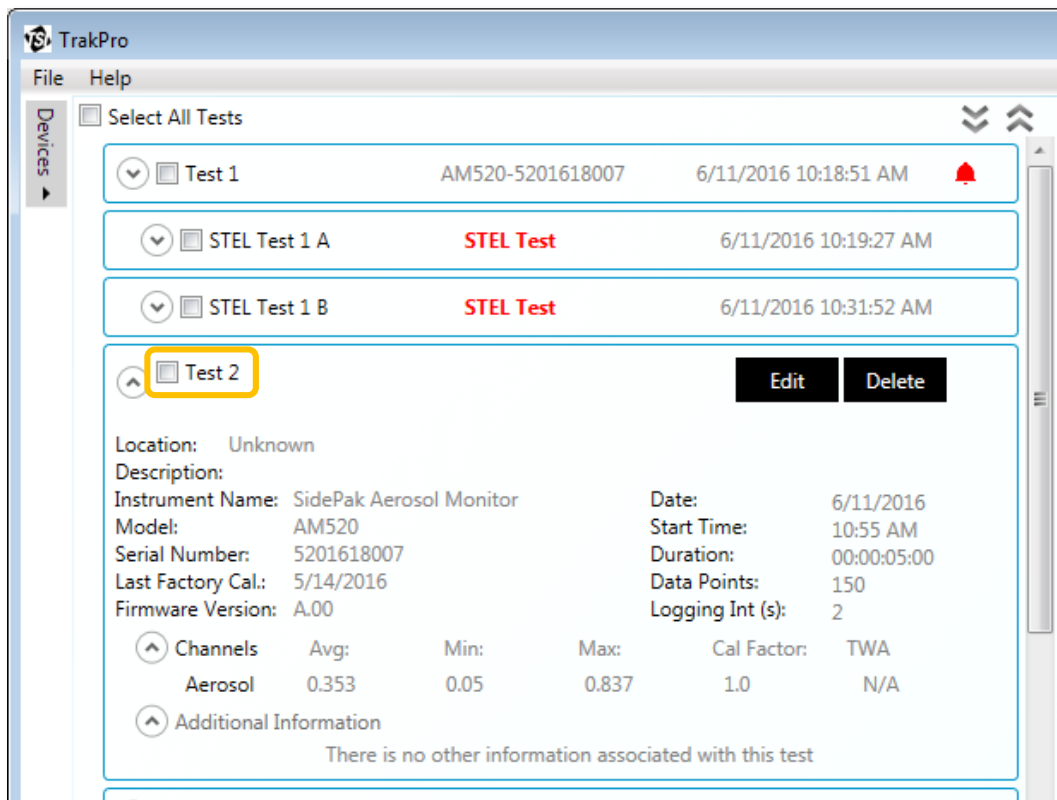 TSI TrakPro
File Help
Devices
Select All Tests
Test 1 AM520-5201618007 6/11/2016 10:18:51 AM
STEL Test 1 A STEL Test 6/11/2016 10:19:27 AM
STEL Test 1 B STEL Test 6/11/2016 10:31:52 AM
Test 2 Edit Delete
Location: Unknown
Description:
Instrument Name: SidePak Aerosol Monitor Date: 6/11/2016
Model: AM520 Start Time: 10:55 AM
Serial Number: 5201618007 Duration: 00:00:05:00
Last Factory Cal.: 5/14/2016 Data Points: 150
Firmware Version: A.00 Logging Int (s): 2
Channels Avg: Min: Max: Cal Factor: TWA
Aerosol 0.353 0.05 0.837 1.0 N/A
Additional Information
There is no other information associated with this test